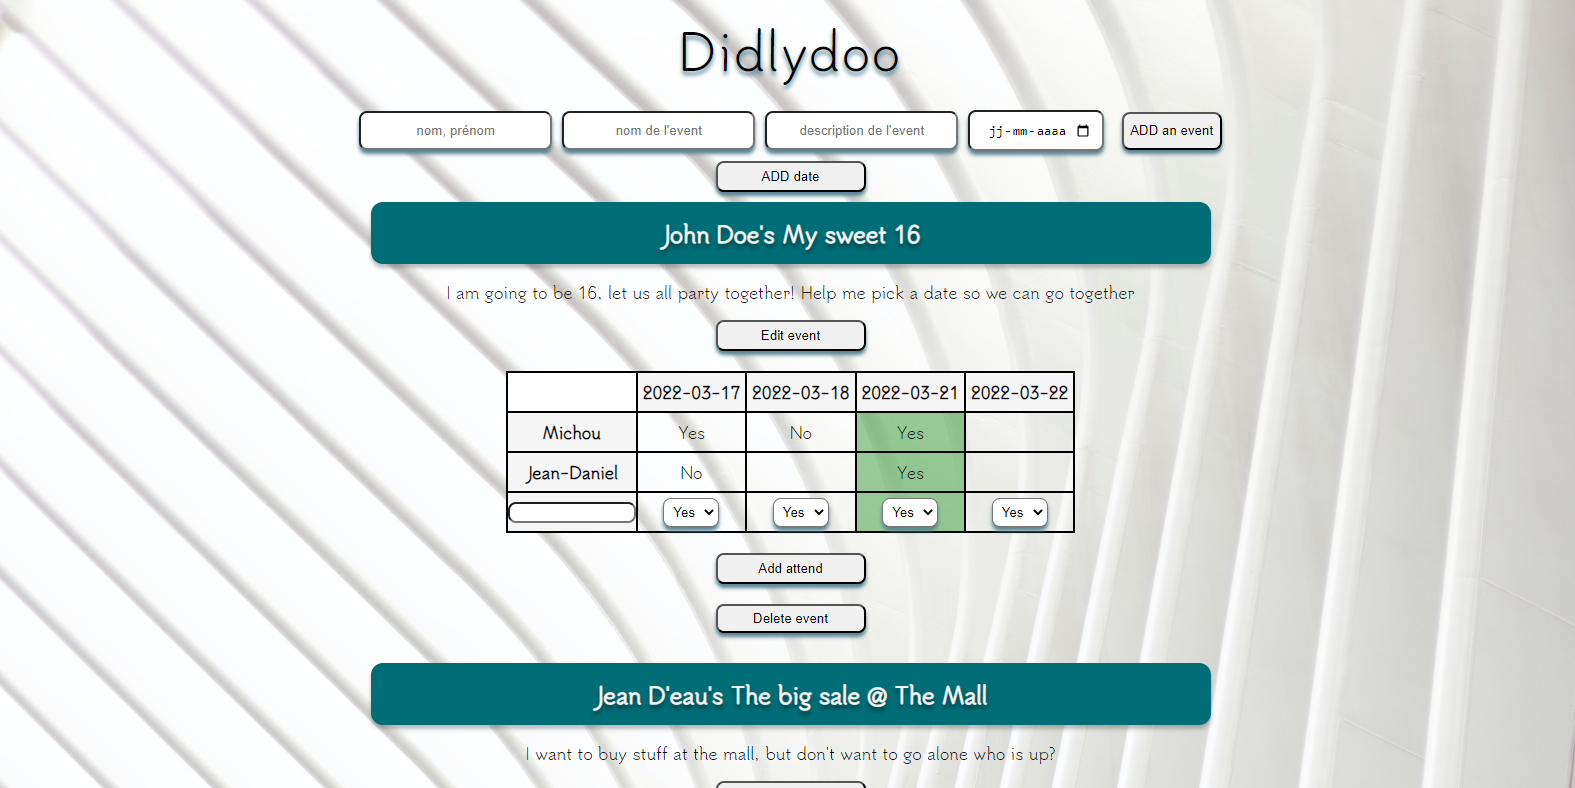 Didlydoo
nom, prénom nom de l'event description de l'event jj-mm-aaaa ADD an event
ADD date
John Doe's My sweet 16
I am going to be 16, let us all party together! Help me pick a date so we can go together
Edit event
2022-03-17 2022-03-18 2022-03-21 2022-03-22
Michou Yes No Yes
Jean-Daniel No Yes
Yes Yes Yes Yes
Add attend
Delete event
Jean D'eau's The big sale @ The Mall
I want to buy stuff at the mall, but don't want to go alone who is up?